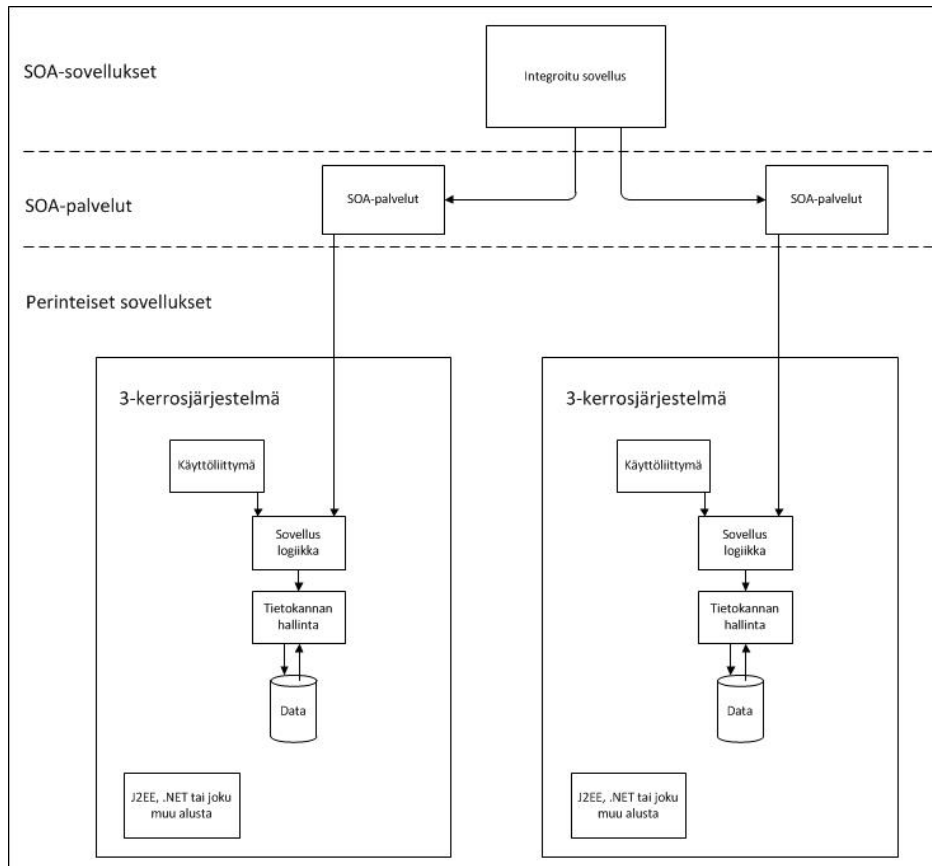 SOA-sovellukset
Integroitu sovellus
SOA-palvelut
SOA-palvelut
SOA-palvelut
Perinteiset sovellukset
3-kerrosjärjestelmä
Käyttöliittymä
Sovellus
logiikka
Tietokannan
hallinta
Data
J2EE, .NET tai joku
muu alusta
3-kerrosjärjestelmä
Käyttöliittymä
Sovellus
logiikka
Tietokannan
hallinta
Data
J2EE, .NET tai joku
muu alusta